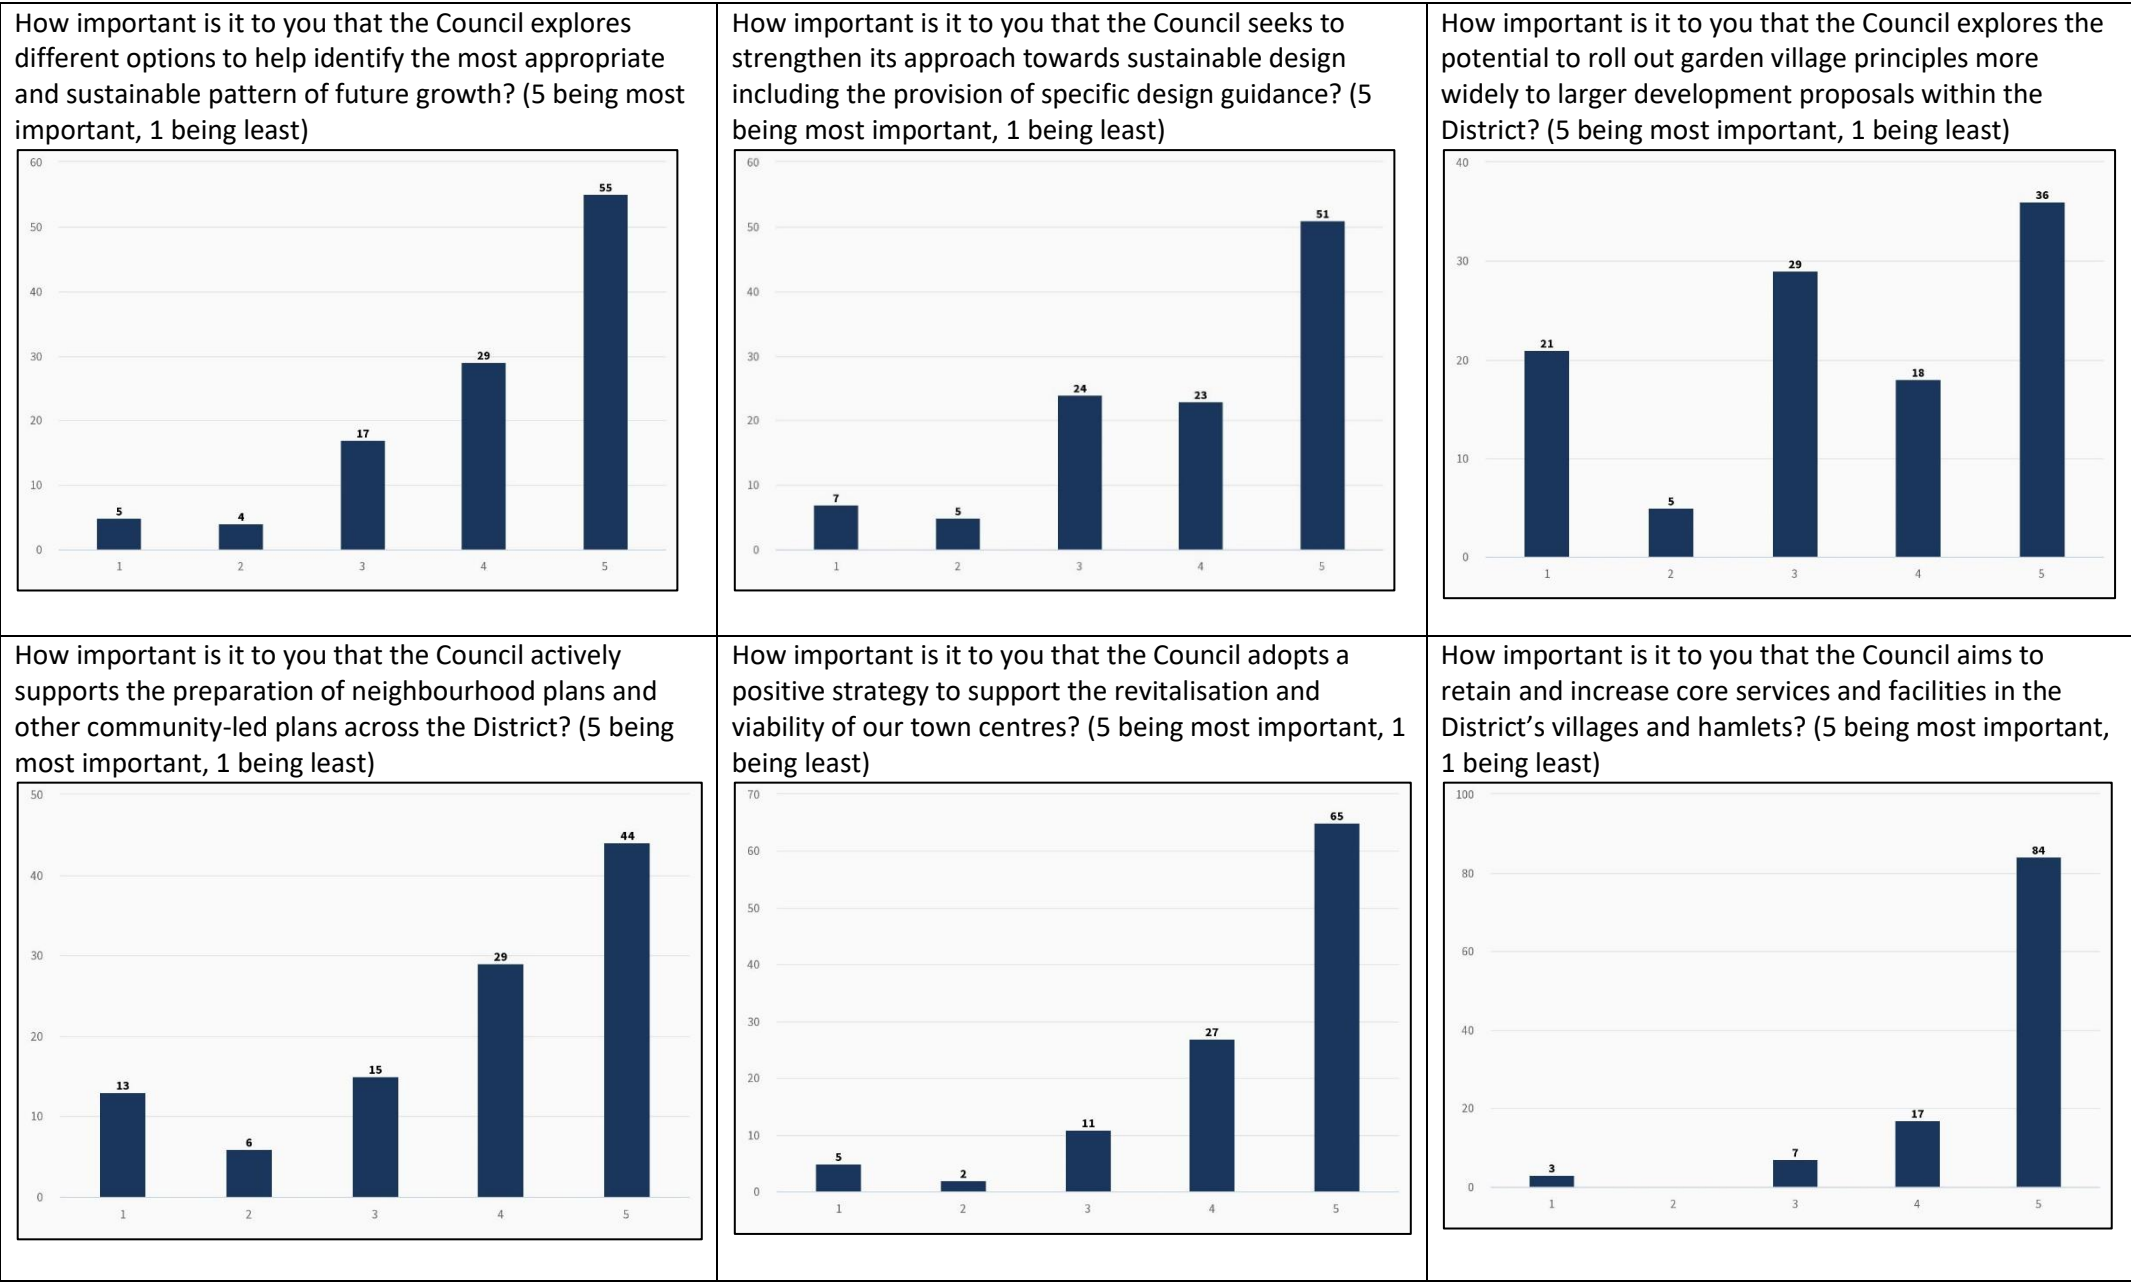 How important is it to you that the Council explores
different options to help identify the most appropriate
and sustainable pattern of future growth? (5 being most
important, 1 being least)
60
50
40
30
20
10
0
5
4
17
29
55
1 2 3 4 5
How important is it to you that the Council seeks to
strengthen its approach towards sustainable design
including the provision of specific design guidance? (5
being most important, 1 being least)
60
50
40
30
20
10
0
7
5
24
23
51
1 2 3 4 5
How important is it to you that the Council explores the
potential to roll out garden village principles more
widely to larger development proposals within the
District? (5 being most important, 1 being least)
40
30
20
10
0
21
5
29
18
36
1 2 3 4 5
How important is it to you that the Council actively
supports the preparation of neighbourhood plans and
other community-led plans across the District? (5 being
most important, 1 being least)
50
40
30
20
10
0
13
6
15
29
44
1 2 3 4 5
How important is it to you that the Council adopts a
positive strategy to support the revitalisation and
viability of our town centres? (5 being most important, 1
being least)
70
60
50
40
30
20
10
0
5
2
11
27
65
1 2 3 4 5
How important is it to you that the Council aims to
retain and increase core services and facilities in the
District’s villages and hamlets? (5 being most important,
1 being least)
100
80
60
40
20
0
3
7
17
84
1 2 3 4 5